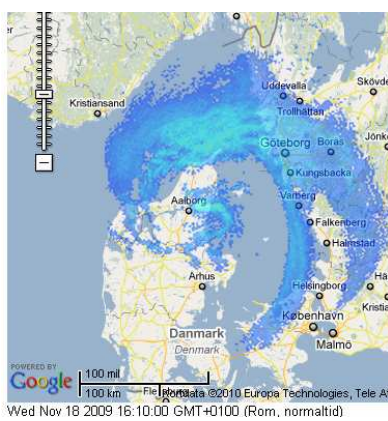 Kristiansand
Uddevalla
Trollhättan
Skövde
Göteborg
Borås
Kungsbacka
Aalborg
Varberg
Falkenberg
Halmstad
Århus
Helsingborg
København
Malmö
Danmark
Denmark
POWERED BY
Google
100 mil
100 km
©2010 Europa Technologies, Tele A
Wed Nov 18 2009 16:10:00 GMT+0100 (Rom, normaltid)